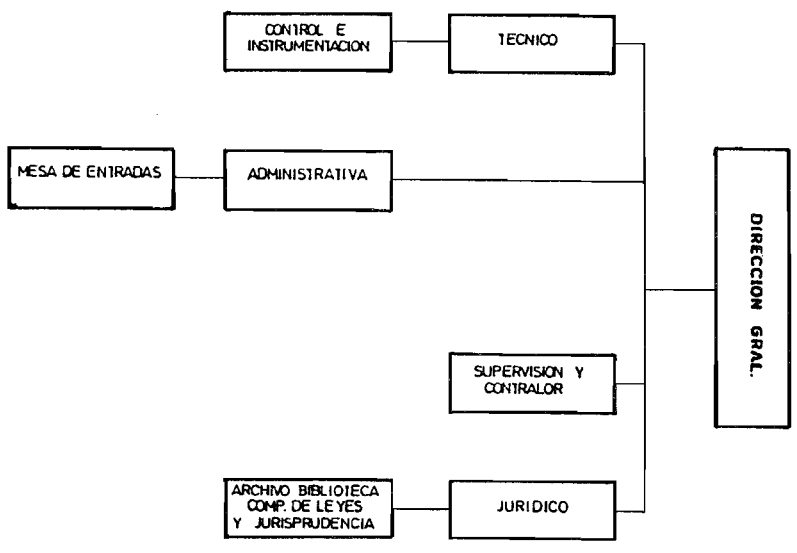 CONTROL E
INSTRUMENTACION
TECNICO
MESA DE ENTRADAS
ADMINISTRATIVA
DIRECCION GRAL.
SUPERVISION Y
CONTRALOR
ARCHIVO BIBLIOTECA
COMP. DE LEYES
Y JURISPRUDENCIA
JURIDICO